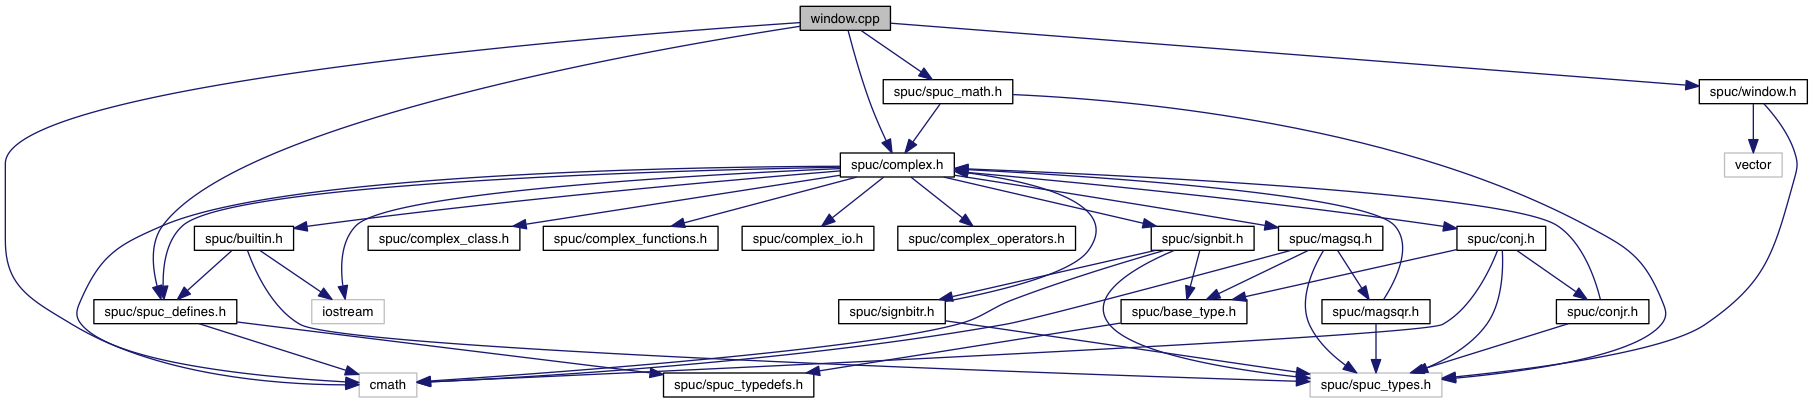 window.cpp
spuc/spuc_math.h
spuc/window.h
spuc/complex.h
vector
spuc/builtin.h
spuc/complex_class.h
spuc/complex_functions.h
spuc/complex_io.h
spuc/complex_operators.h
spuc/signbit.h
spuc/magsq.h
spuc/conj.h
spuc/spuc_defines.h
iostream
spuc/signbitr.h
spuc/base_type.h
spuc/magsqr.h
spuc/conjr.h
cmath
spuc/spuc_typedefs.h
spuc/spuc_types.h